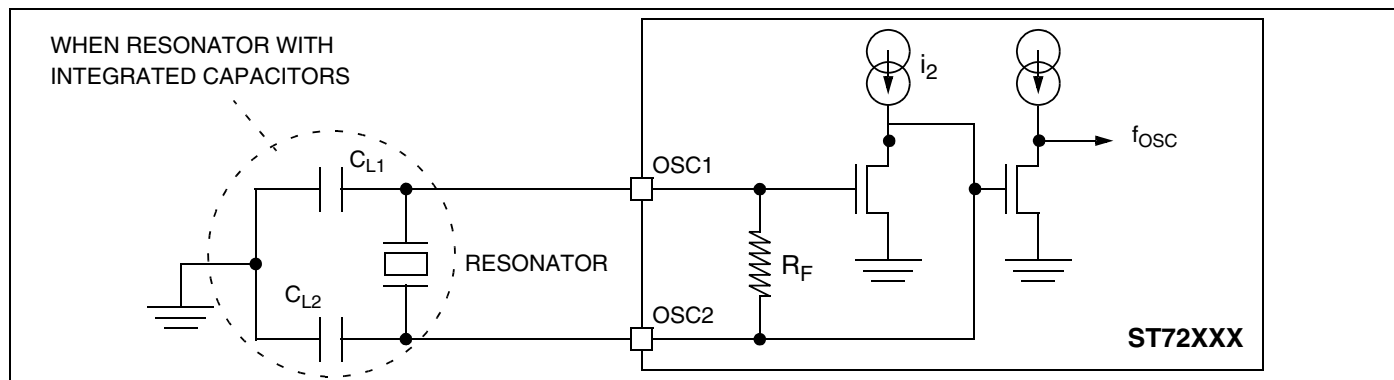 WHEN RESONATOR WITH
INTEGRATED CAPACITORS
i2
fOSC
CL1
OSC1
RESONATOR
RF
CL2
OSC2
ST72XXX